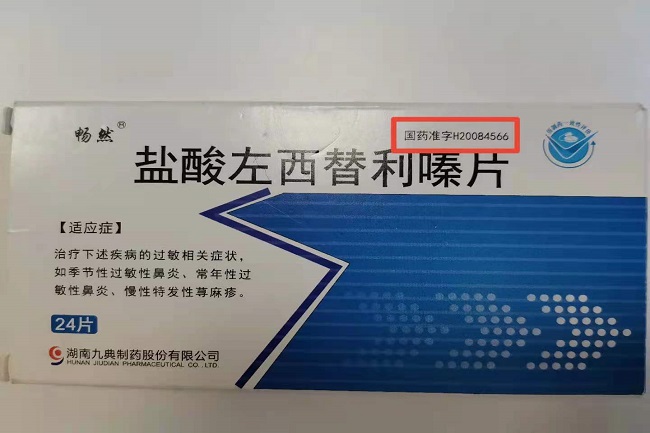 畅然®
国药准字H20084566
盐酸左西替利嗪片
【适应症】
治疗下述疾病的过敏相关症状，
如季节性过敏性鼻炎、常年性过
敏性鼻炎、慢性特发性荨麻疹。
24片
湖南九典制药股份有限公司
HUNAN JIUDIAN PHARMACEUTICAL CO., LTD.